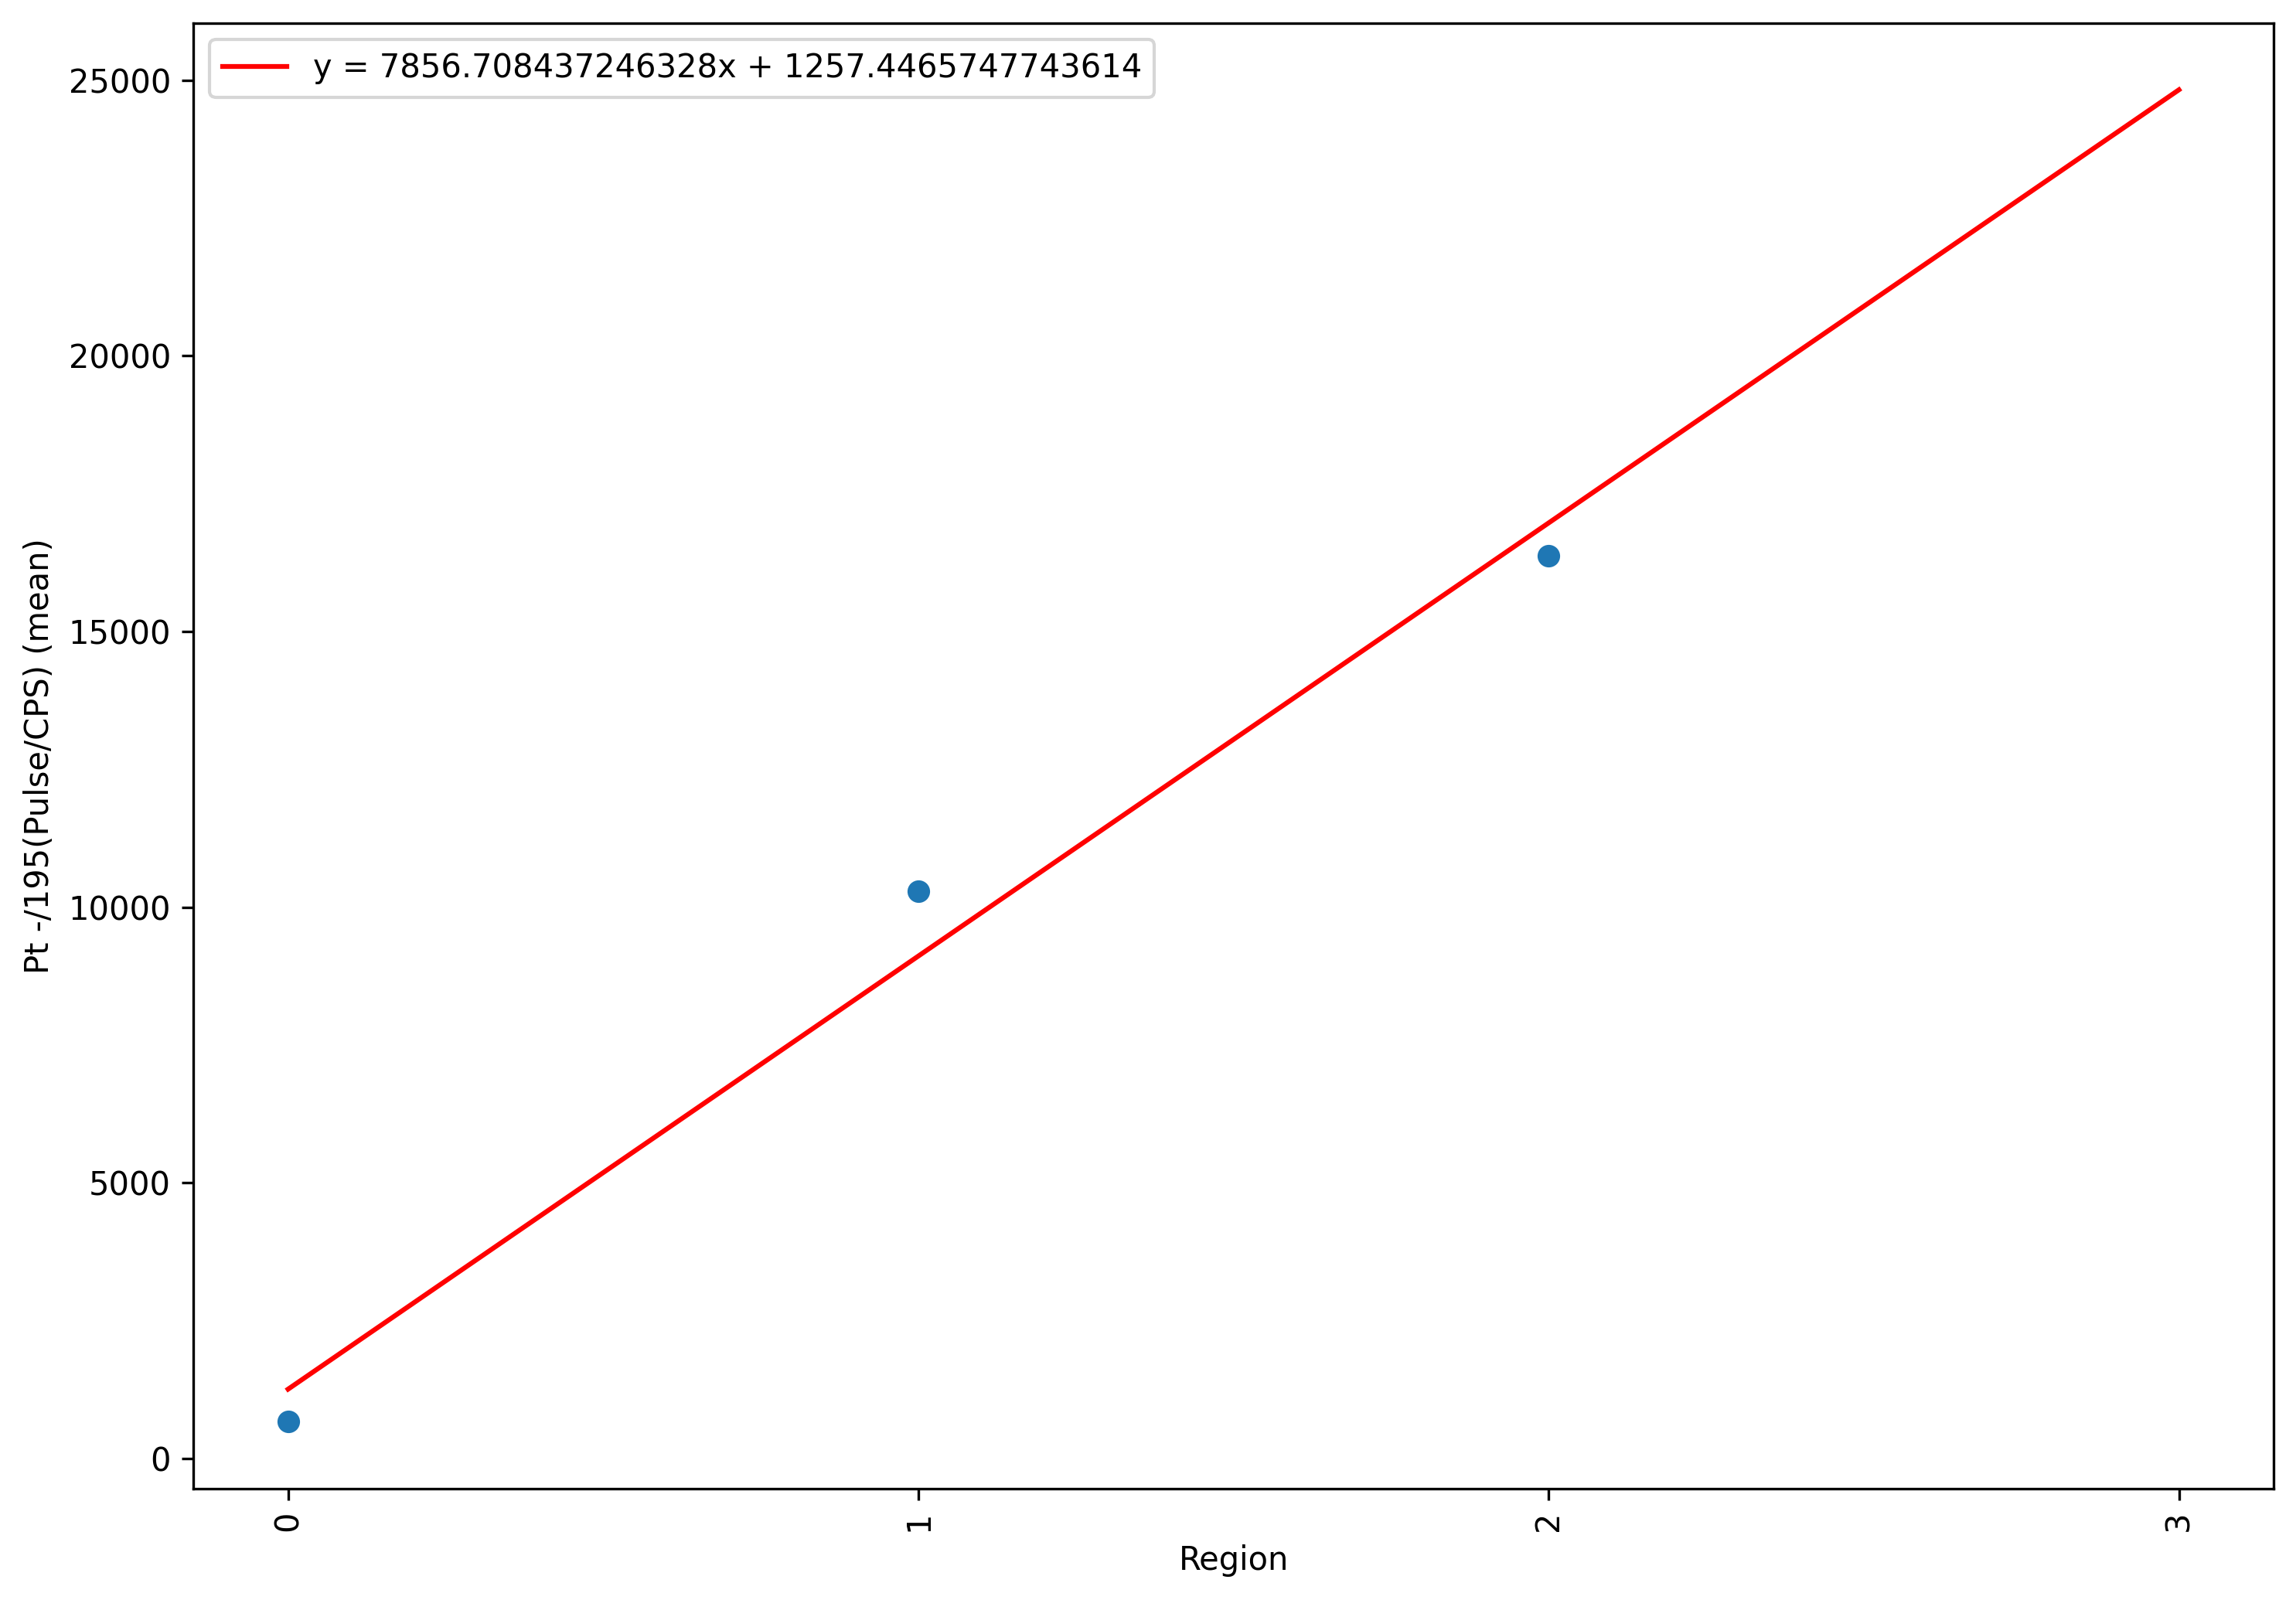 y = 7856.708437246328x + 1257.4465747743614
25000
20000
15000
10000
5000
0
Pt -/195(Pulse/CPS) (mean)
0 1 2 3
Region